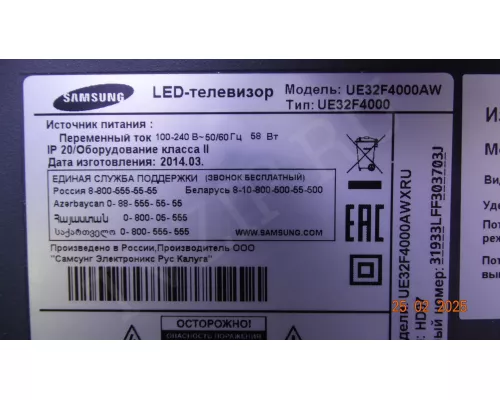 SAMSUNG
LED-телевизор
Модель: UE32F4000AW
Тип: UE32F4000
Источник питания :
Переменный ток 100-240 В~50/60Гц 58 Вт
IP 20/Оборудование класса II
Дата изготовления: 2014.03.
ЕДИНАЯ СЛУЖБА ПОДДЕРЖКИ (ЗВОНОК БЕСПЛАТНЫЙ)
Россия 8-800-555-55-55 Беларусь 8-10-800-500-55-500
Azərbaycan 0- 88- 555- 55- 55
Հայաստան 0- 800- 05- 555
საქართველო 0- 800- 555- 555
WWW.SAMSUNG.COM
Произведено в России,Производитель ООО
"Самсунг Электроникс Рус Калуга"
EAC
UE32F4000AWXRU
31933LFF303703J
ОСТОРОЖНО!
25 02 2025